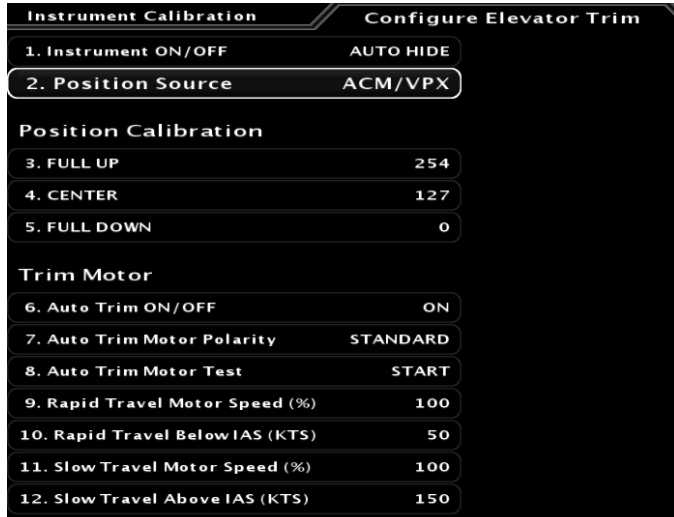 Instrument Calibration Configure Elevator Trim
1. Instrument ON/OFF AUTO HIDE
2. Position Source ACM/VPX
Position Calibration
3. FULL UP 254
4. CENTER 127
5. FULL DOWN 0
Trim Motor
6. Auto Trim ON/OFF ON
7. Auto Trim Motor Polarity STANDARD
8. Auto Trim Motor Test START
9. Rapid Travel Motor Speed (%) 100
10. Rapid Travel Below IAS (KTS) 50
11. Slow Travel Motor Speed (%) 100
12. Slow Travel Above IAS (KTS) 150